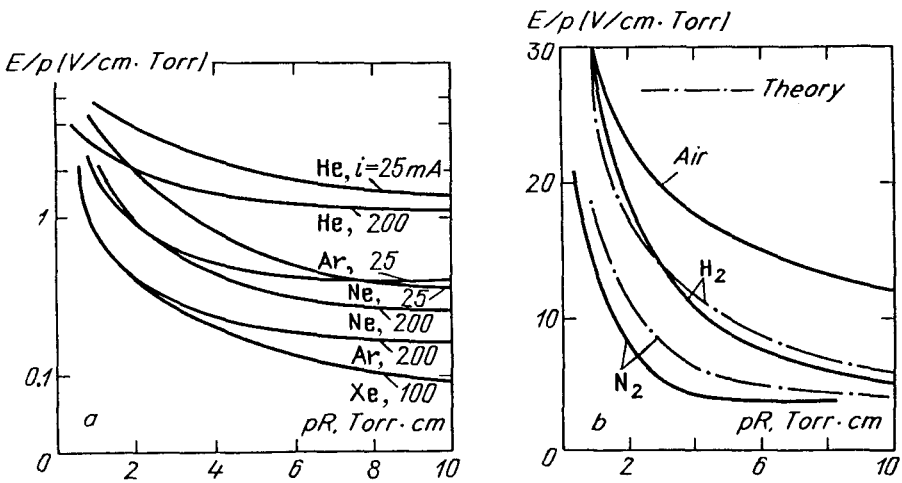 E/p [V/cm·Torr]
1
0.1
0
He, i=25mA
He, 200
Ar, 25
Ne, 25
Ne, 200
Ar, 200
Xe, 100
a
pR, Torr·cm
2
4
6
8
10
E/p [V/cm·Torr]
30
20
10
0
Theory
Air
H2
N2
b
pR, Torr·cm
2
6
10